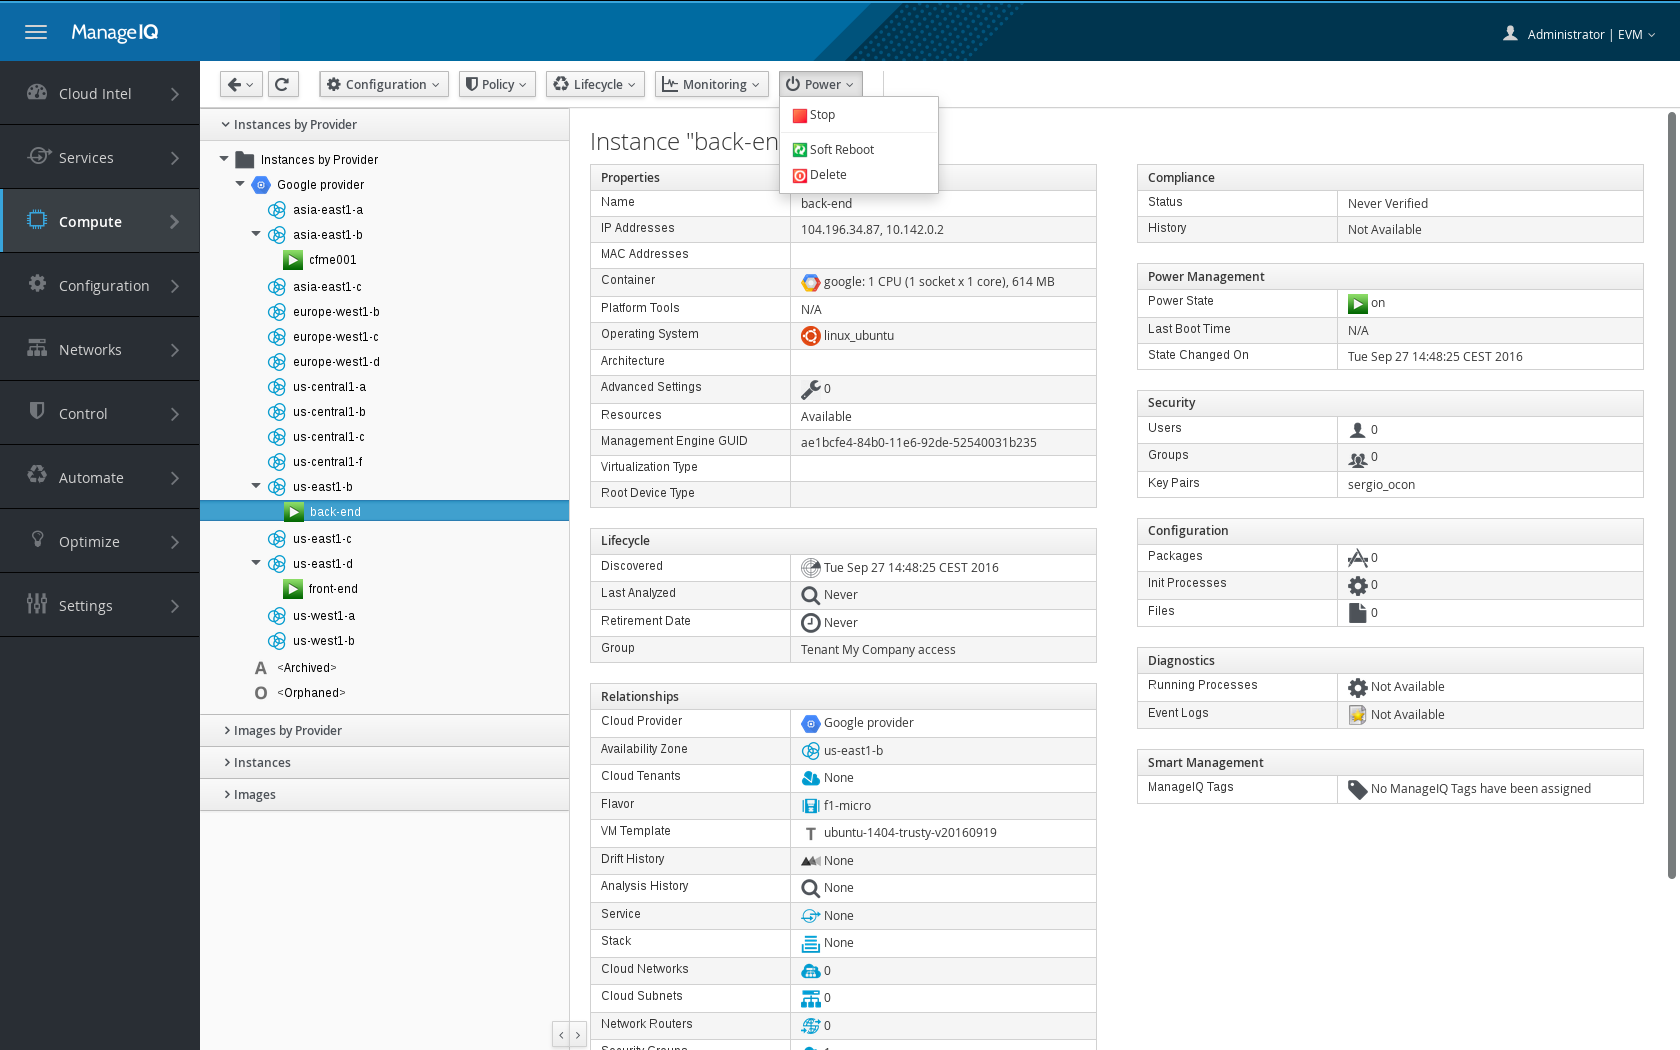 ManageIQ
Administrator | EVM
Cloud Intel
Services
Compute
Configuration
Networks
Control
Automate
Optimize
Settings
Configuration
Policy
Lifecycle
Monitoring
Power
Stop
Soft Reboot
Delete
Instances by Provider
Instances by Provider
Google provider
asia-east1-a
asia-east1-b
cfme001
asia-east1-c
europe-west1-b
europe-west1-c
europe-west1-d
us-central1-a
us-central1-b
us-central1-c
us-central1-f
us-east1-b
back-end
us-east1-c
us-east1-d
front-end
us-west1-a
us-west1-b
A <Archived>
O <Orphaned>
Images by Provider
Instances
Images
Instance "back-en
Properties
Name back-end
IP Addresses 104.196.34.87, 10.142.0.2
MAC Addresses
Container google: 1 CPU (1 socket x 1 core), 614 MB
Platform Tools N/A
Operating System linux_ubuntu
Architecture
Advanced Settings 0
Resources Available
Management Engine GUID ae1bcfe4-84b0-11e6-92de-52540031b235
Virtualization Type
Root Device Type
Lifecycle
Discovered Tue Sep 27 14:48:25 CEST 2016
Last Analyzed Never
Retirement Date Never
Group Tenant My Company access
Relationships
Cloud Provider Google provider
Availability Zone us-east1-b
Cloud Tenants None
Flavor f1-micro
VM Template T ubuntu-1404-trusty-v20160919
Drift History None
Analysis History None
Service None
Stack None
Cloud Networks 0
Cloud Subnets 0
Network Routers 0
Security Groups
Compliance
Status Never Verified
History Not Available
Power Management
Power State on
Last Boot Time N/A
State Changed On Tue Sep 27 14:48:25 CEST 2016
Security
Users 0
Groups 0
Key Pairs sergio_ocon
Configuration
Packages 0
Init Processes 0
Files 0
Diagnostics
Running Processes Not Available
Event Logs Not Available
Smart Management
ManageIQ Tags No ManageIQ Tags have been assigned